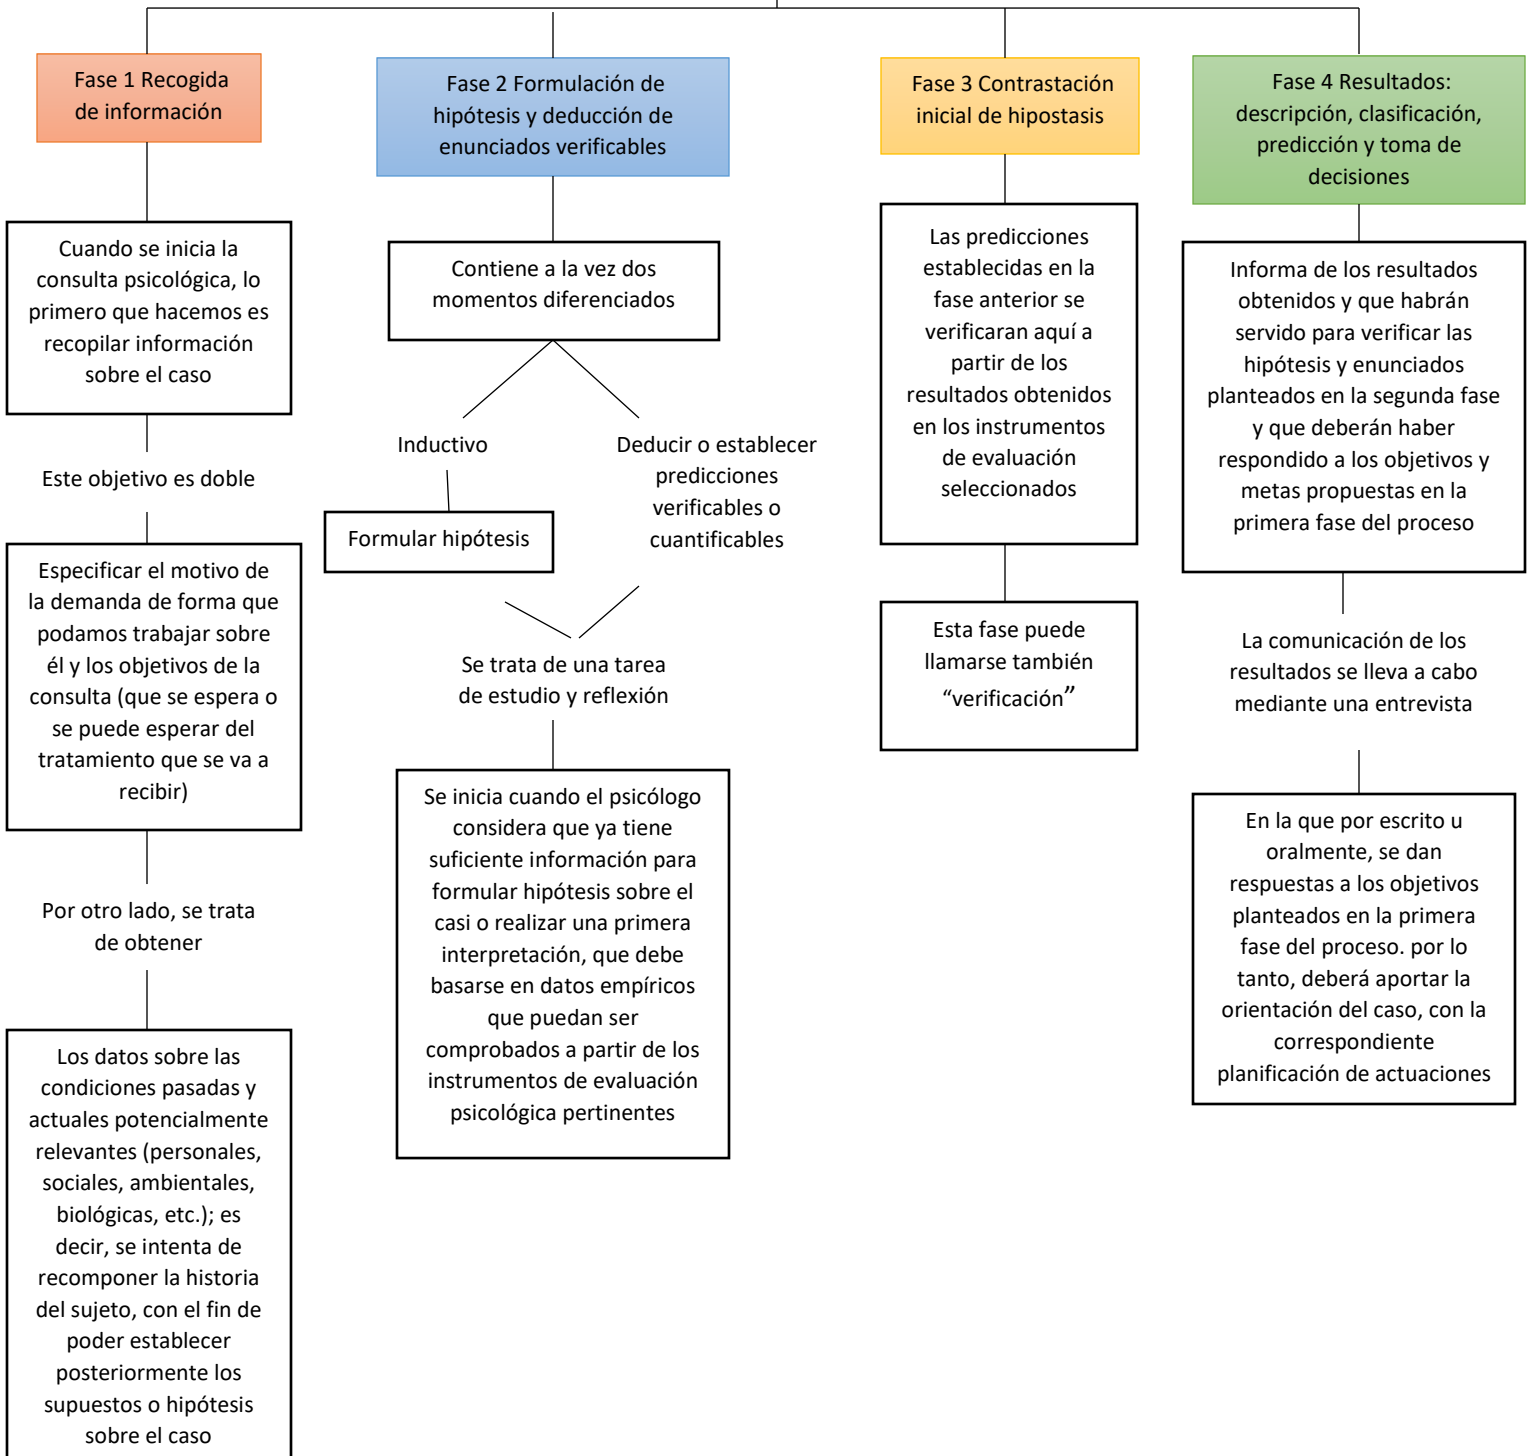 Fase 1 Recogida
de información
Cuando se inicia la
consulta psicológica, lo
primero que hacemos es
recopilar información
sobre el caso
Este objetivo es doble
Especificar el motivo de
la demanda de forma que
podamos trabajar sobre
él y los objetivos de la
consulta (que se espera o
se puede esperar del
tratamiento que se va a
recibir)
Por otro lado, se trata
de obtener
Los datos sobre las
condiciones pasadas y
actuales potencialmente
relevantes (personales,
sociales, ambientales,
biológicas, etc.); es
decir, se intenta de
recomponer la historia
del sujeto, con el fin de
poder establecer
posteriormente los
supuestos o hipótesis
sobre el caso
Fase 2 Formulación de
hipótesis y deducción de
enunciados verificables
Contiene a la vez dos
momentos diferenciados
Inductivo
Formular hipótesis
Deducir o establecer
predicciones
verificables o
cuantificables
Se trata de una tarea
de estudio y reflexión
Se inicia cuando el psicólogo
considera que ya tiene
suficiente información para
formular hipótesis sobre el
casi o realizar una primera
interpretación, que debe
basarse en datos empíricos
que puedan ser
comprobados a partir de los
instrumentos de evaluación
psicológica pertinentes
Fase 3 Contrastación
inicial de hipostasis
Las predicciones
establecidas en la
fase anterior se
verificaran aquí a
partir de los
resultados obtenidos
en los instrumentos
de evaluación
seleccionados
Esta fase puede
llamarse también
“verificación”
Fase 4 Resultados:
descripción, clasificación,
predicción y toma de
decisiones
Informa de los resultados
obtenidos y que habrán
servido para verificar las
hipótesis y enunciados
planteados en la segunda fase
y que deberán haber
respondido a los objetivos y
metas propuestas en la
primera fase del proceso
La comunicación de los
resultados se lleva a cabo
mediante una entrevista
En la que por escrito u
oralmente, se dan
respuestas a los objetivos
planteados en la primera
fase del proceso. por lo
tanto, deberá aportar la
orientación del caso, con la
correspondiente
planificación de actuaciones